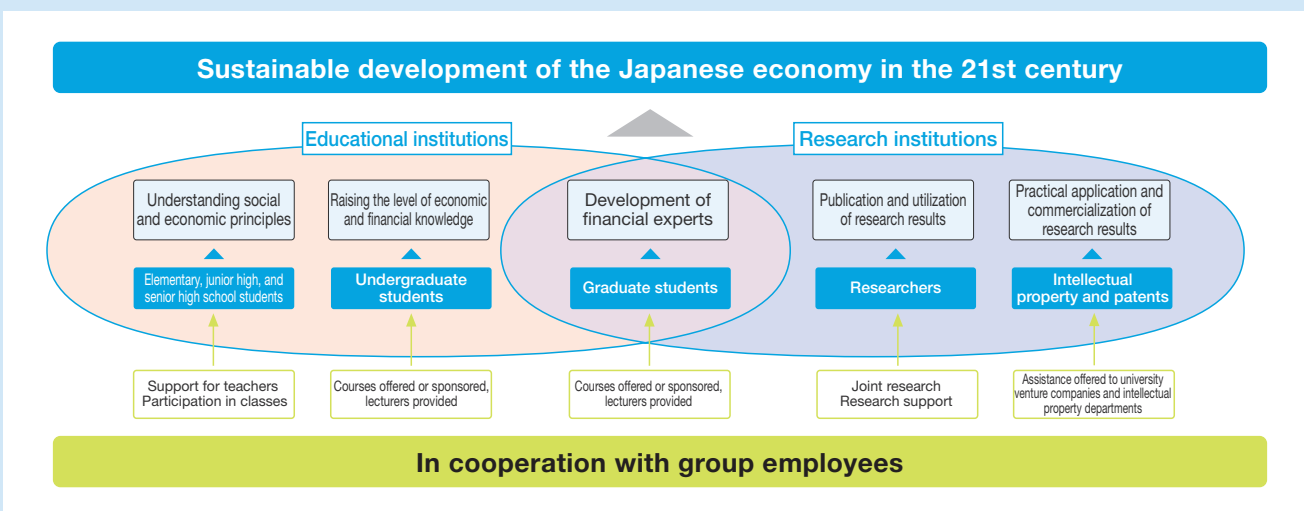 Sustainable development of the Japanese economy in the 21st century
Educational institutions
Research institutions
Understanding social
and economic principles
Raising the level of economic
and financial knowledge
Development of
financial experts
Publication and utilization
of research results
Practical application and
commercialization of
research results
Elementary, junior high, and
senior high school students
Undergraduate
students
Graduate students
Researchers
Intellectual
property and patents
Support for teachers
Participation in classes
Courses offered or sponsored,
lecturers provided
Courses offered or sponsored,
lecturers provided
Joint research
Research support
Assistance offered to university
venture companies and intellectual
property departments
In cooperation with group employees